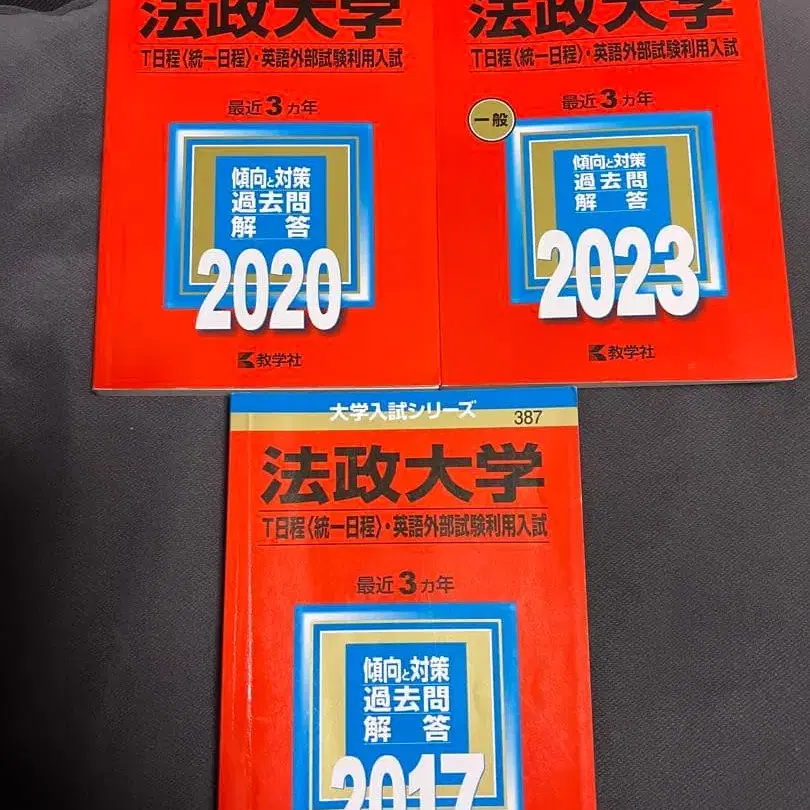 法政大学
T日程〈統一日程〉・英語外部試験利用入試
最近3カ年
傾向と対策
過去問
解答
2020
教学社
法政大学
T日程〈統一日程〉・英語外部試験利用入試
最近3カ年
一般
傾向と対策
過去問
解答
2023
教学社
大学入試シリーズ
387
法政大学
T日程〈統一日程〉・英語外部試験利用入試
最近3カ年
傾向と対策
過去問
解答
2017